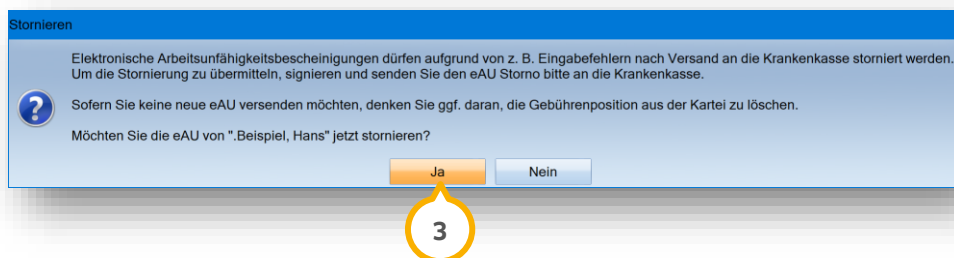 Stornieren
Elektronische Arbeitsunfähigkeitsbescheinigungen dürfen aufgrund von z. B. Eingabefehlern nach Versand an die Krankenkasse storniert werden.
Um die Stornierung zu übermitteln, signieren und senden Sie den eAU Storno bitte an die Krankenkasse.
Sofern Sie keine neue eAU versenden möchten, denken Sie ggf. daran, die Gebührenposition aus der Kartei zu löschen.
Möchten Sie die eAU von ".Beispiel, Hans" jetzt stornieren?
Ja Nein
3